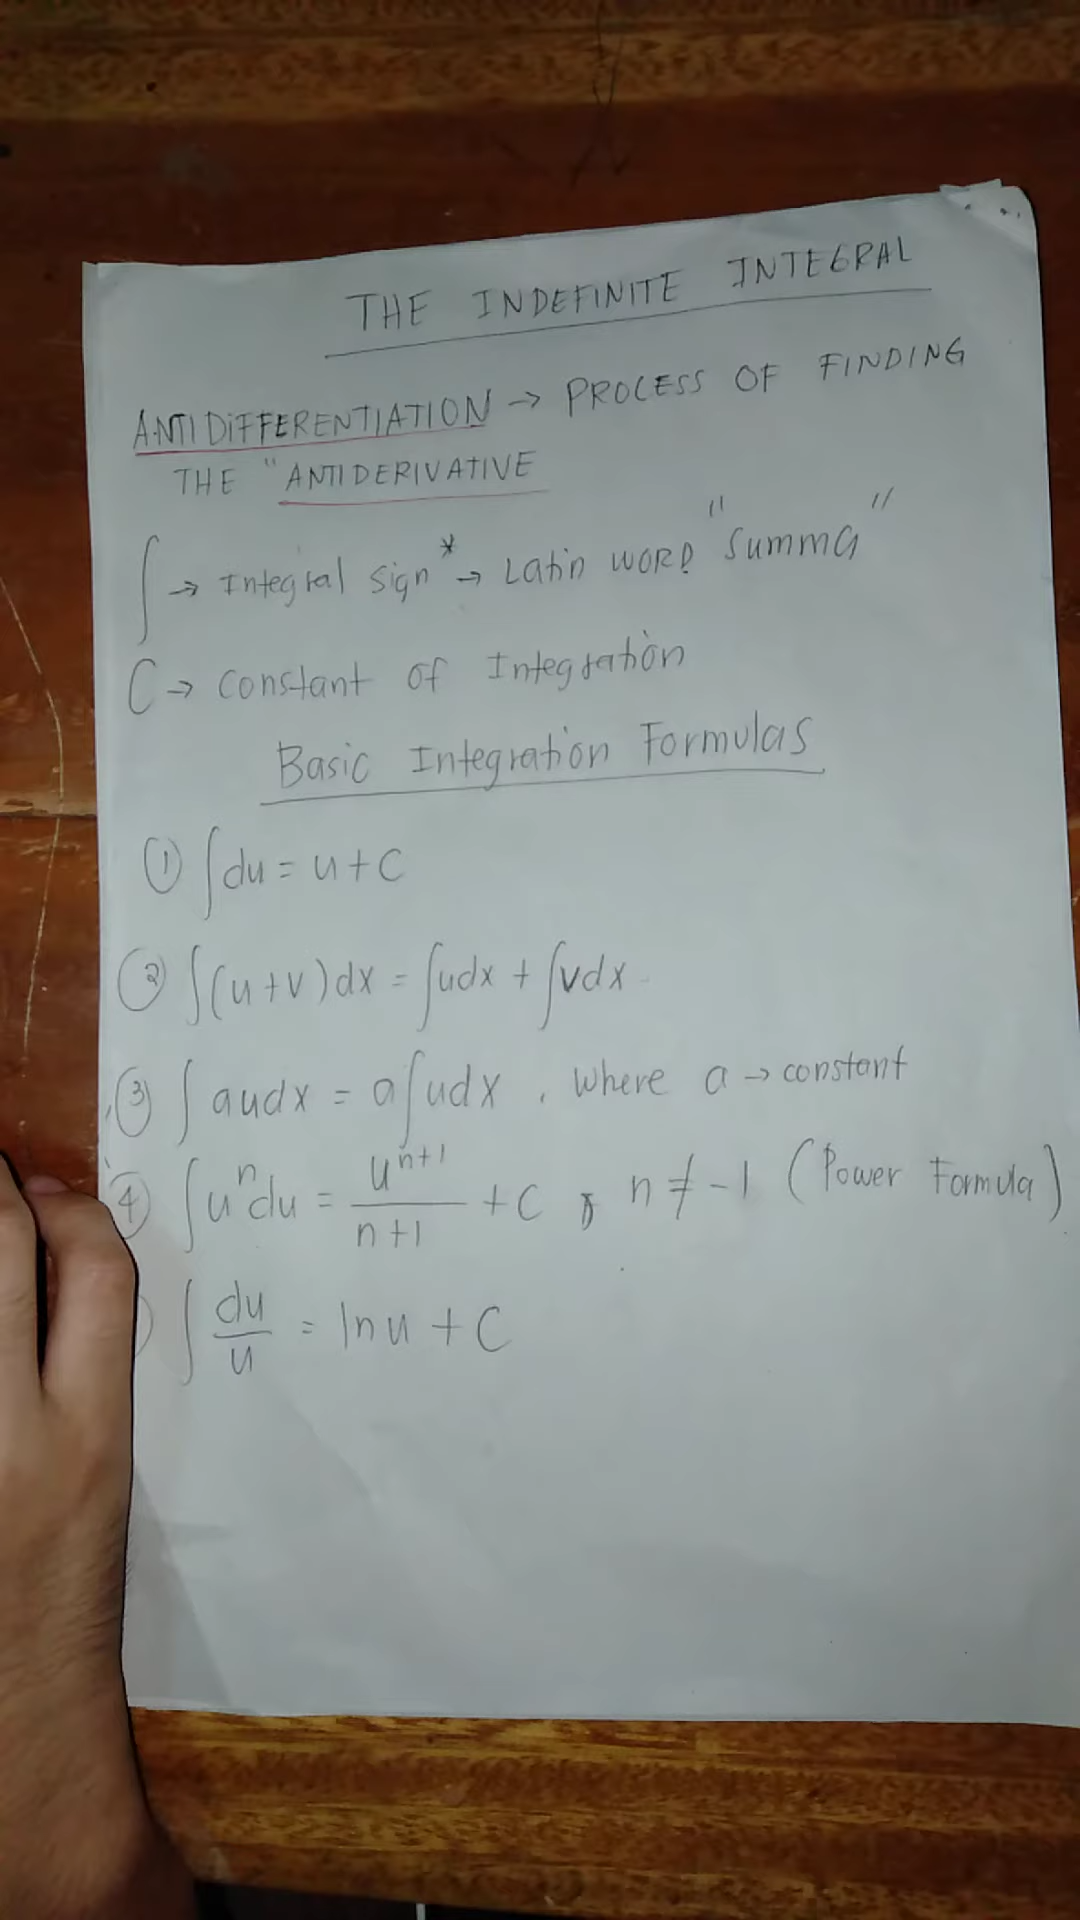 THE INDEFINITE INTEGRAL
ANTIDIFFERENTIATION → PROCESS OF FINDING
THE "ANTIDERIVATIVE
∫ → Integral sign* → Latin WORD "Summa"
C → constant of Integration
Basic Integration Formulas
① ∫du = u + C
② ∫(u+v)dx = ∫udx + ∫vdx
③ ∫audx = a∫udx, where a → constant
④ ∫uⁿdu = uⁿ⁺¹/n+1 + C, n ≠ -1 (Power Formula)
∫du/u = ln u + C